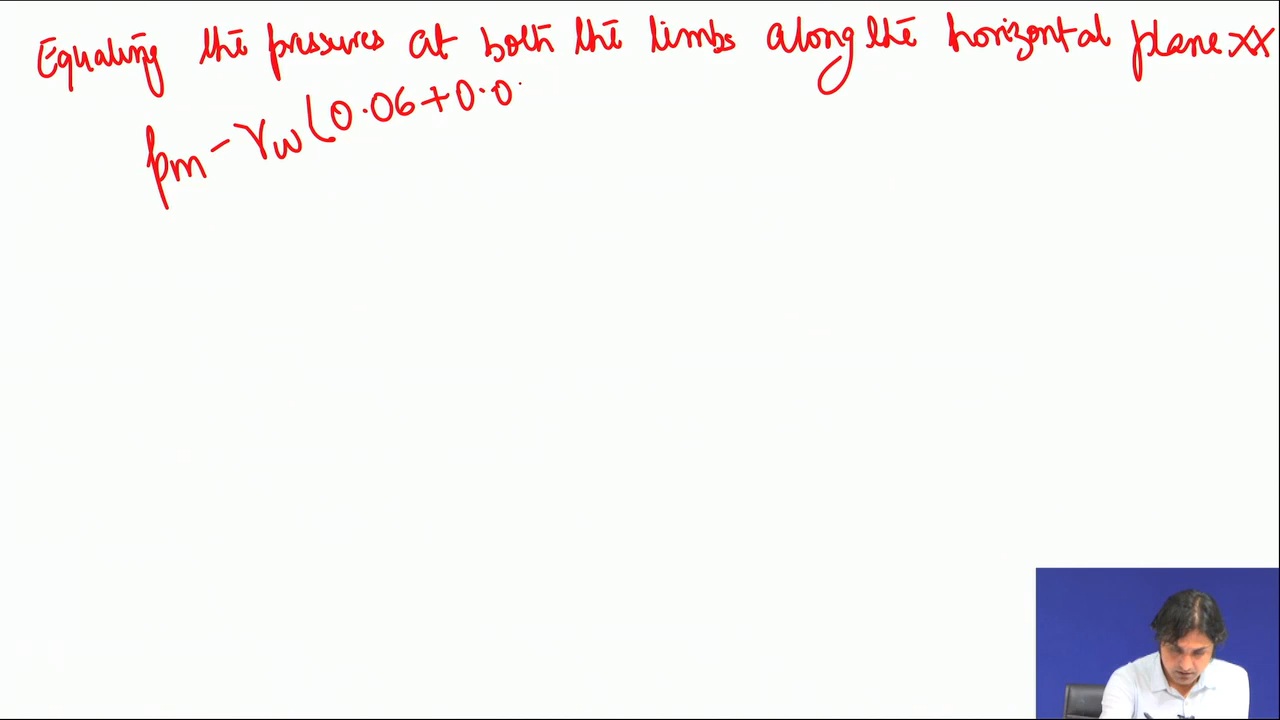 Equating the pressures at both the limbs along the horizontal plane XX
pm - γw(0.06+0.0